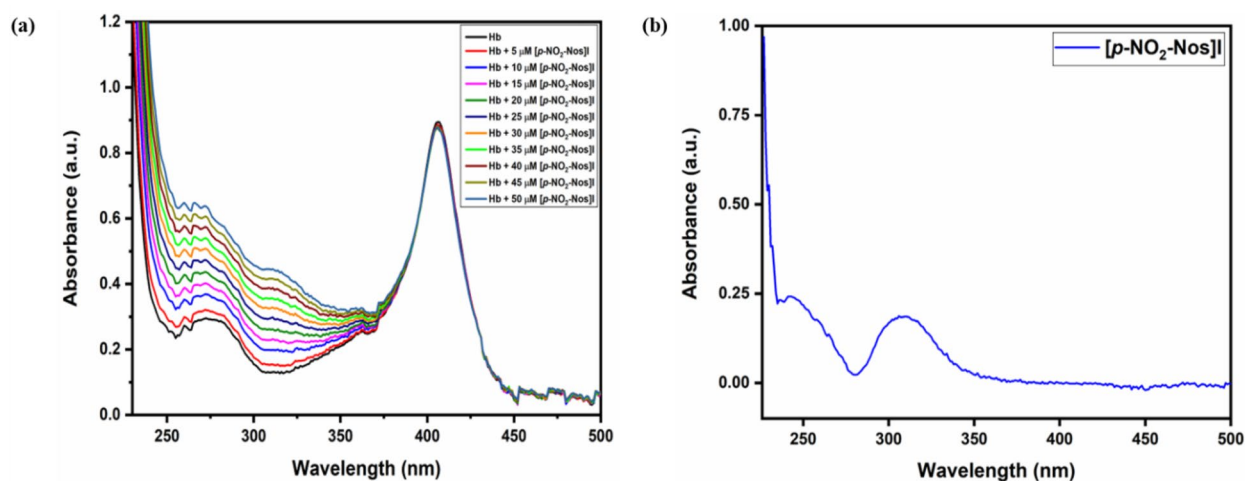 (a)
1.2
1.0
0.8
0.6
0.4
0.2
0.0
Absorbance (a.u.)
250 300 350 400 450 500
Wavelength (nm)
Hb
Hb + 5 µM [p-NO₂-Nos]I
Hb + 10 µM [p-NO₂-Nos]I
Hb + 15 µM [p-NO₂-Nos]I
Hb + 20 µM [p-NO₂-Nos]I
Hb + 25 µM [p-NO₂-Nos]I
Hb + 30 µM [p-NO₂-Nos]I
Hb + 35 µM [p-NO₂-Nos]I
Hb + 40 µM [p-NO₂-Nos]I
Hb + 45 µM [p-NO₂-Nos]I
Hb + 50 µM [p-NO₂-Nos]I
(b)
1.00
0.75
0.50
0.25
0.00
Absorbance (a.u.)
250 300 350 400 450 500
Wavelength (nm)
[p-NO₂-Nos]I